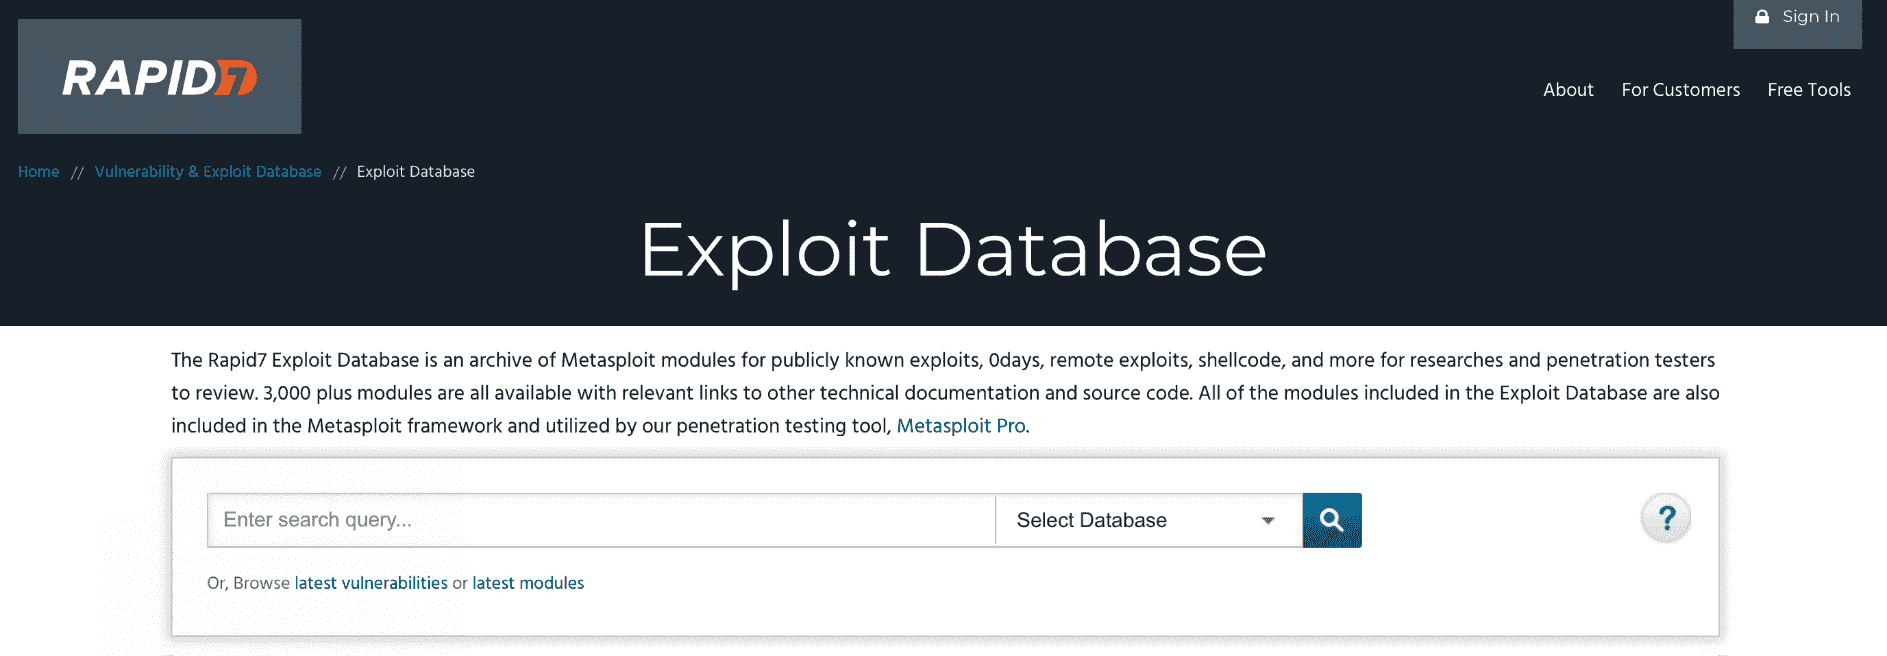 Sign In
RAPID7
About For Customers Free Tools
Home // Vulnerability & Exploit Database // Exploit Database
Exploit Database
The Rapid7 Exploit Database is an archive of Metasploit modules for publicly known exploits, 0days, remote exploits, shellcode, and more for researches and penetration testers
to review. 3,000 plus modules are all available with relevant links to other technical documentation and source code. All of the modules included in the Exploit Database are also
included in the Metasploit framework and utilized by our penetration testing tool, Metasploit Pro.
Enter search query... Select Database ?
Or, Browse latest vulnerabilities or latest modules